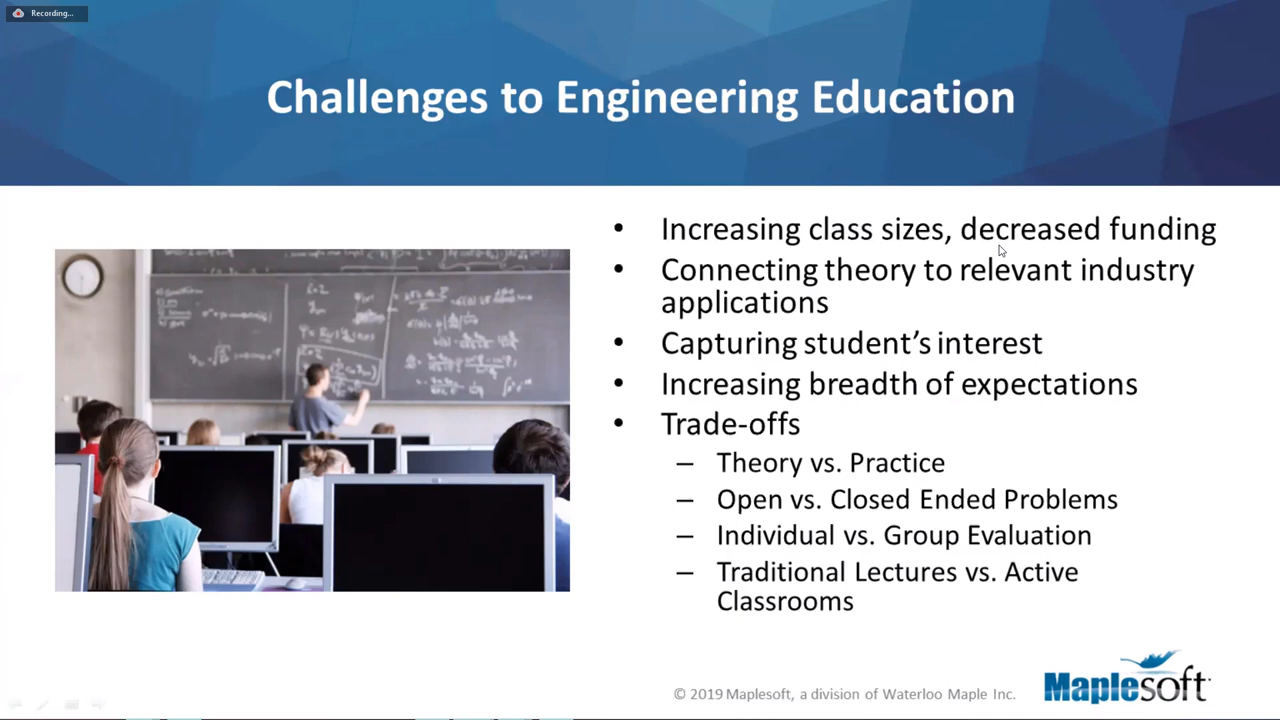 Recording...
Challenges to Engineering Education
• Increasing class sizes, decreased funding
• Connecting theory to relevant industry
applications
• Capturing student's interest
• Increasing breadth of expectations
• Trade-offs
– Theory vs. Practice
– Open vs. Closed Ended Problems
– Individual vs. Group Evaluation
– Traditional Lectures vs. Active
Classrooms
© 2019 Maplesoft, a division of Waterloo Maple Inc.
Maplesoft